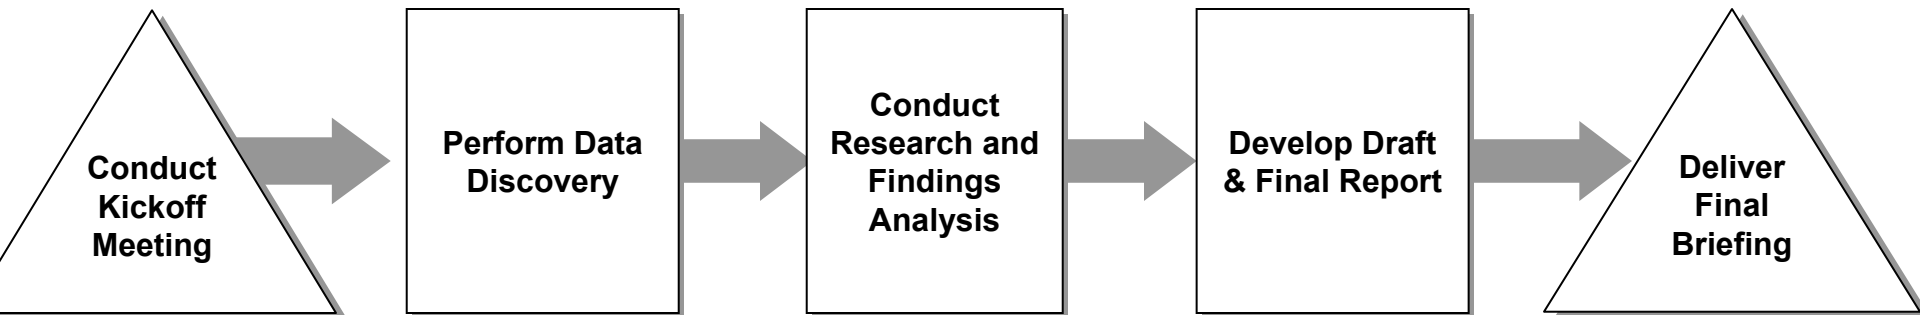 Conduct
Kickoff
Meeting
Perform Data
Discovery
Conduct
Research and
Findings
Analysis
Develop Draft
& Final Report
Deliver
Final
Briefing